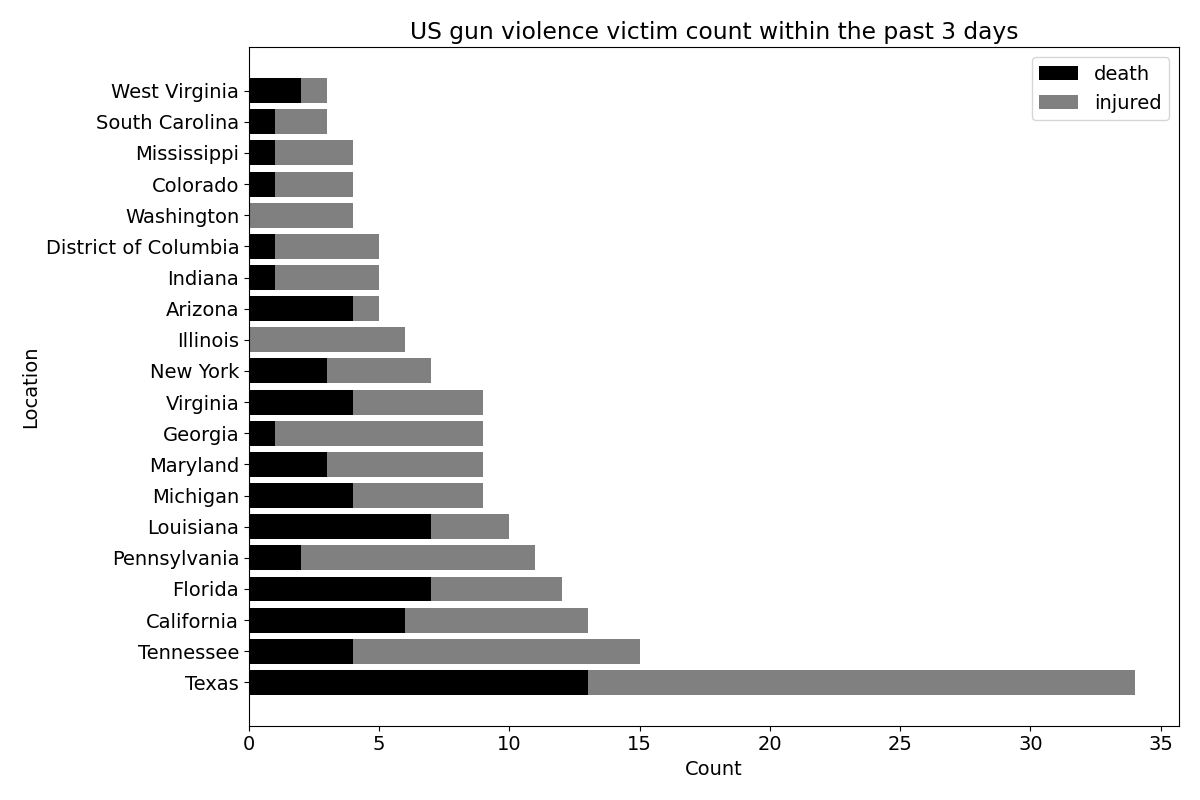 US gun violence victim count within the past 3 days
death
injured
West Virginia
South Carolina
Mississippi
Colorado
Washington
District of Columbia
Indiana
Arizona
Illinois
New York
Virginia
Georgia
Maryland
Michigan
Louisiana
Pennsylvania
Florida
California
Tennessee
Texas
Location
0 5 10 15 20 25 30 35
Count